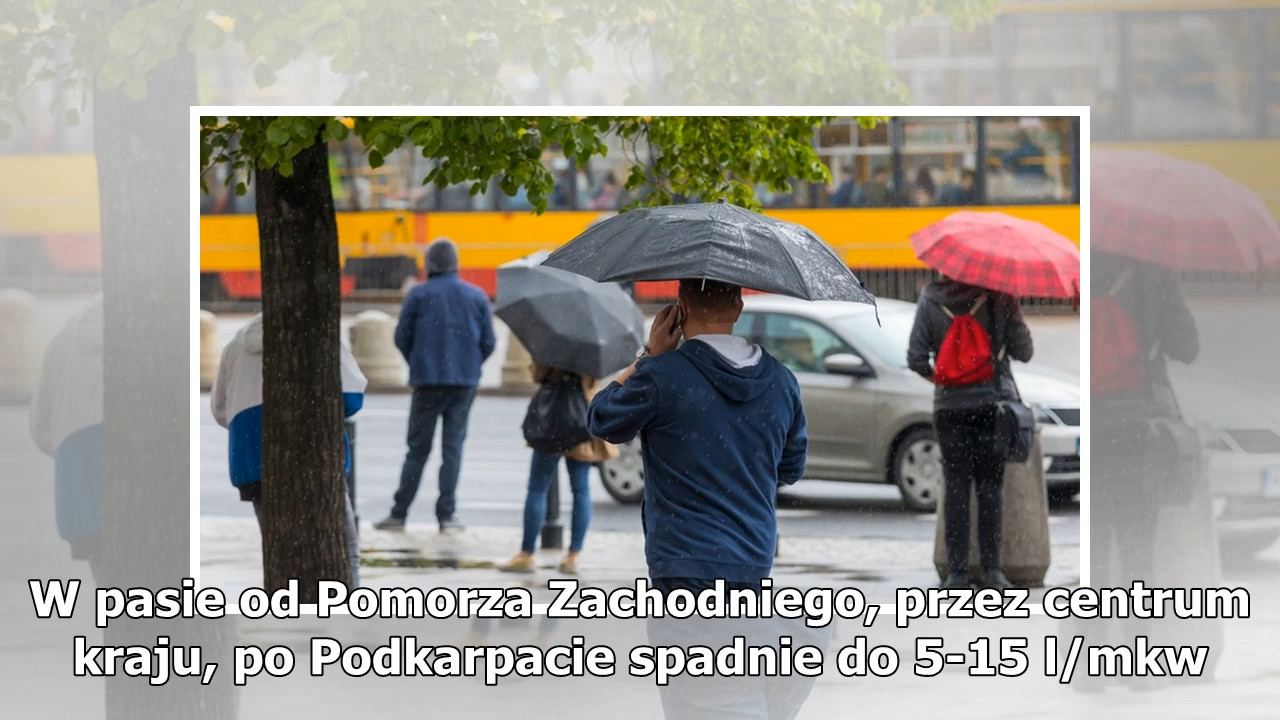 W pasie od Pomorza Zachodniego, przez centrum
kraju, po Podkarpacie spadnie do 5-15 l/mkw